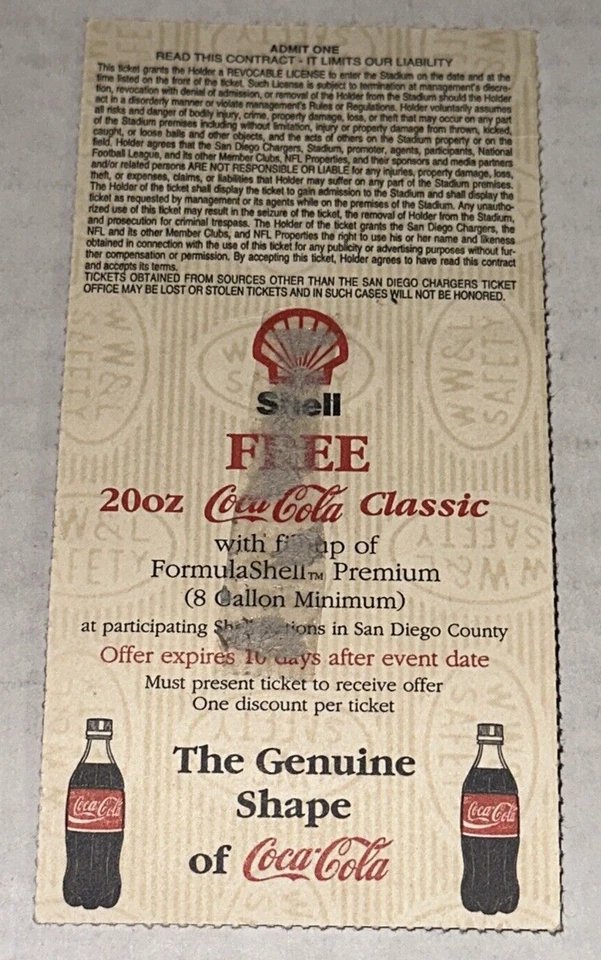 ADMIT ONE
READ THIS CONTRACT - IT LIMITS OUR LIABILITY
This ticket grants the Holder a REVOCABLE LICENSE to enter the Stadium on the date and at the
time listed on the front of the ticket. Such License is subject to termination at management's discre-
tion, revocation with denial of admission, or removal of the Holder from the Stadium should the Holder
act in a disorderly manner or violate management's Rules or Regulations. Holder voluntarily assumes
all risks and danger of bodily injury, crime, property damage, loss, or theft that may occur on any part
of the Stadium premises including without limitation, injury or property damage from thrown, kicked,
caught, or loose balls and other objects, and the acts of others on the Stadium property or on the
field. Holder agrees that the San Diego Chargers, Stadium, promoter, agents, participants, National
Football League, and its other Member Clubs, NFL Properties, and their sponsors and media partners
and/or related persons ARE NOT RESPONSIBLE OR LIABLE for any injuries, property damage, loss,
theft, or expenses, claims, or liabilities that Holder may suffer on any part of the Stadium premises.
The Holder of the ticket shall display the ticket to gain admission to the Stadium and shall display the
ticket as requested by management or its agents while on the premises of the Stadium. Any unautho-
rized use of this ticket may result in the seizure of the ticket, the removal of Holder from the Stadium,
and prosecution for criminal trespass. The Holder of the ticket grants the San Diego Chargers, the
NFL and its other Member Clubs, and NFL Properties the right to use his or her name and likeness
obtained in connection with the use of this ticket for any publicity or advertising purposes without fur-
ther compensation or permission. By accepting this ticket, Holder agrees to have read this contract
and accepts its terms.
TICKETS OBTAINED FROM SOURCES OTHER THAN THE SAN DIEGO CHARGERS TICKET
OFFICE MAY BE LOST OR STOLEN TICKETS AND IN SUCH CASES WILL NOT BE HONORED.
Shell
FREE
20oz Coca-Cola Classic
with fill up of
FormulaShell™ Premium
(8 Gallon Minimum)
at participating Shell stations in San Diego County
Offer expires 10 days after event date
Must present ticket to receive offer
One discount per ticket
The Genuine
Shape
of Coca-Cola
Coca-Cola
Coca-Cola